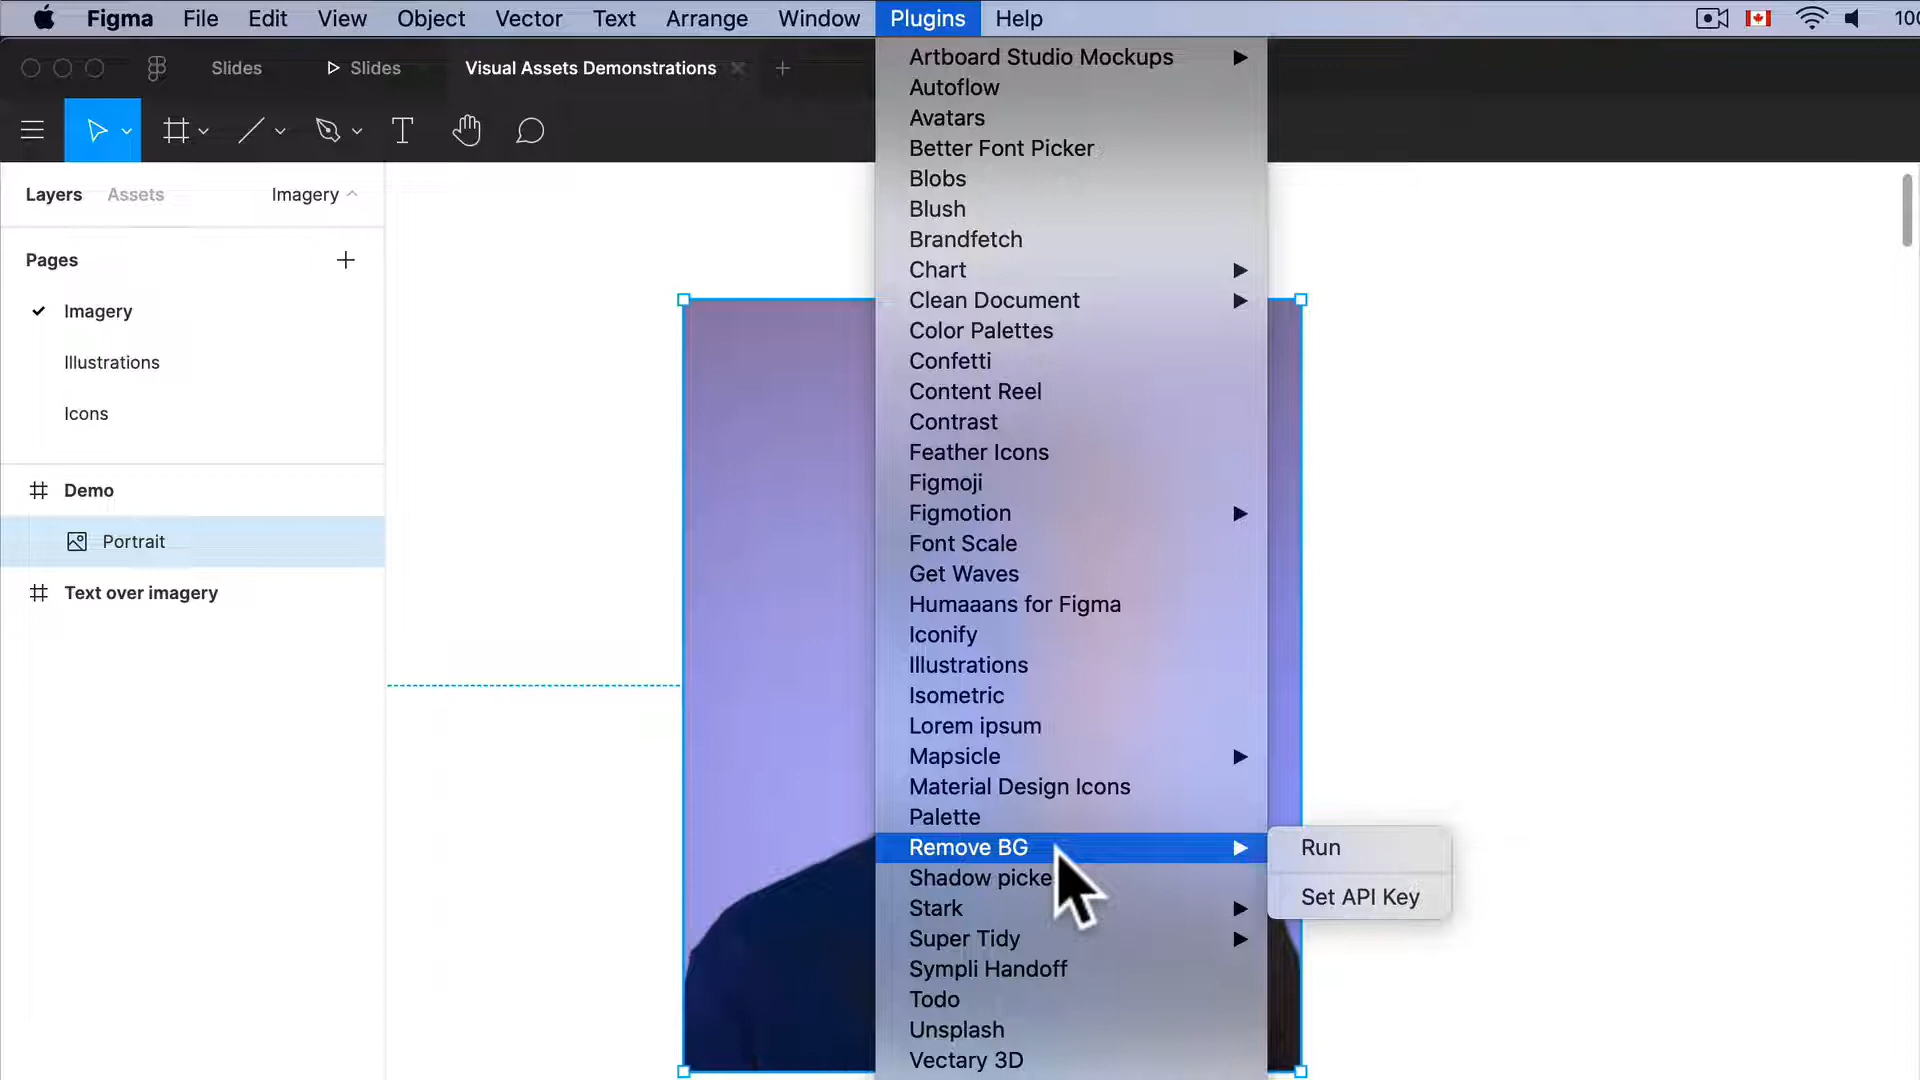 Figma File Edit View Object Vector Text Arrange Window Plugins Help
Slides Slides Visual Assets Demonstrations
Layers Assets Imagery
Pages
Imagery
Illustrations
Icons
Demo
Portrait
Text over imagery
Artboard Studio Mockups
Autoflow
Avatars
Better Font Picker
Blobs
Blush
Brandfetch
Chart
Clean Document
Color Palettes
Confetti
Content Reel
Contrast
Feather Icons
Figmoji
Figmotion
Font Scale
Get Waves
Humaaans for Figma
Iconify
Illustrations
Isometric
Lorem ipsum
Mapsicle
Material Design Icons
Palette
Remove BG
Shadow picke
Stark
Super Tidy
Sympli Handoff
Todo
Unsplash
Vectary 3D
Run
Set API Key